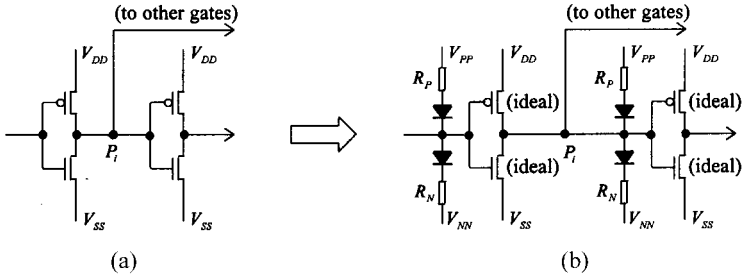 (to other gates)
V_DD
V_DD
P_i
V_SS
V_SS
(a)
(to other gates)
V_PP
V_DD
V_PP
V_DD
R_P
(ideal)
R_P
(ideal)
P_i
(ideal)
(ideal)
R_N
R_N
V_NN
V_SS
V_NN
V_SS
(b)